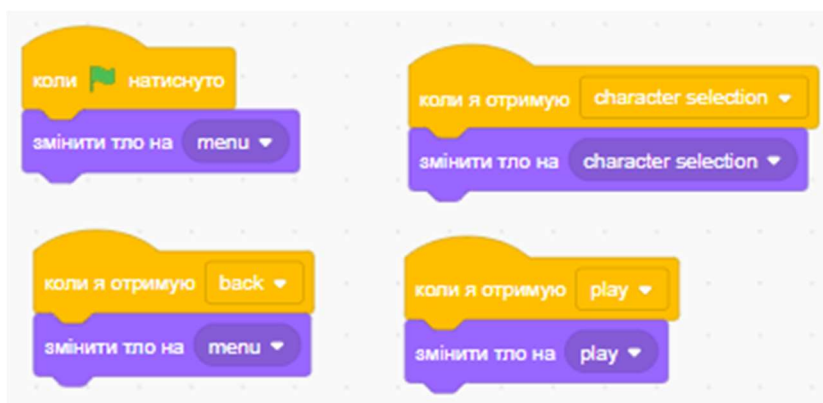 коли натиснуто
змінити тло на menu
коли я отримую character selection
змінити тло на character selection
коли я отримую back
змінити тло на menu
коли я отримую play
змінити тло на play